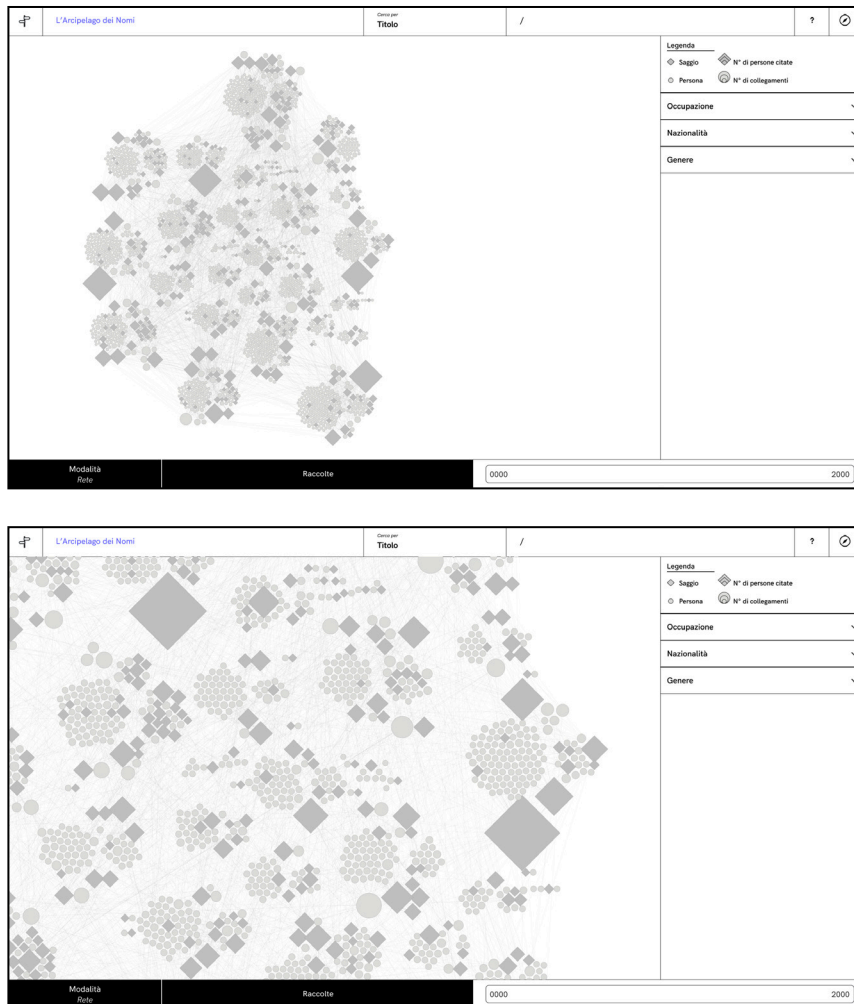 L'Arcipelago dei Nomi
Cerca per
Titolo
/
?
Legenda
Saggio
N° di persone citate
Persona
N° di collegamenti
Occupazione
Nazionalità
Genere
Modalità
Rete
Raccolte
0000
2000
L'Arcipelago dei Nomi
Cerca per
Titolo
/
?
Legenda
Saggio
N° di persone citate
Persona
N° di collegamenti
Occupazione
Nazionalità
Genere
Modalità
Rete
Raccolte
0000
2000